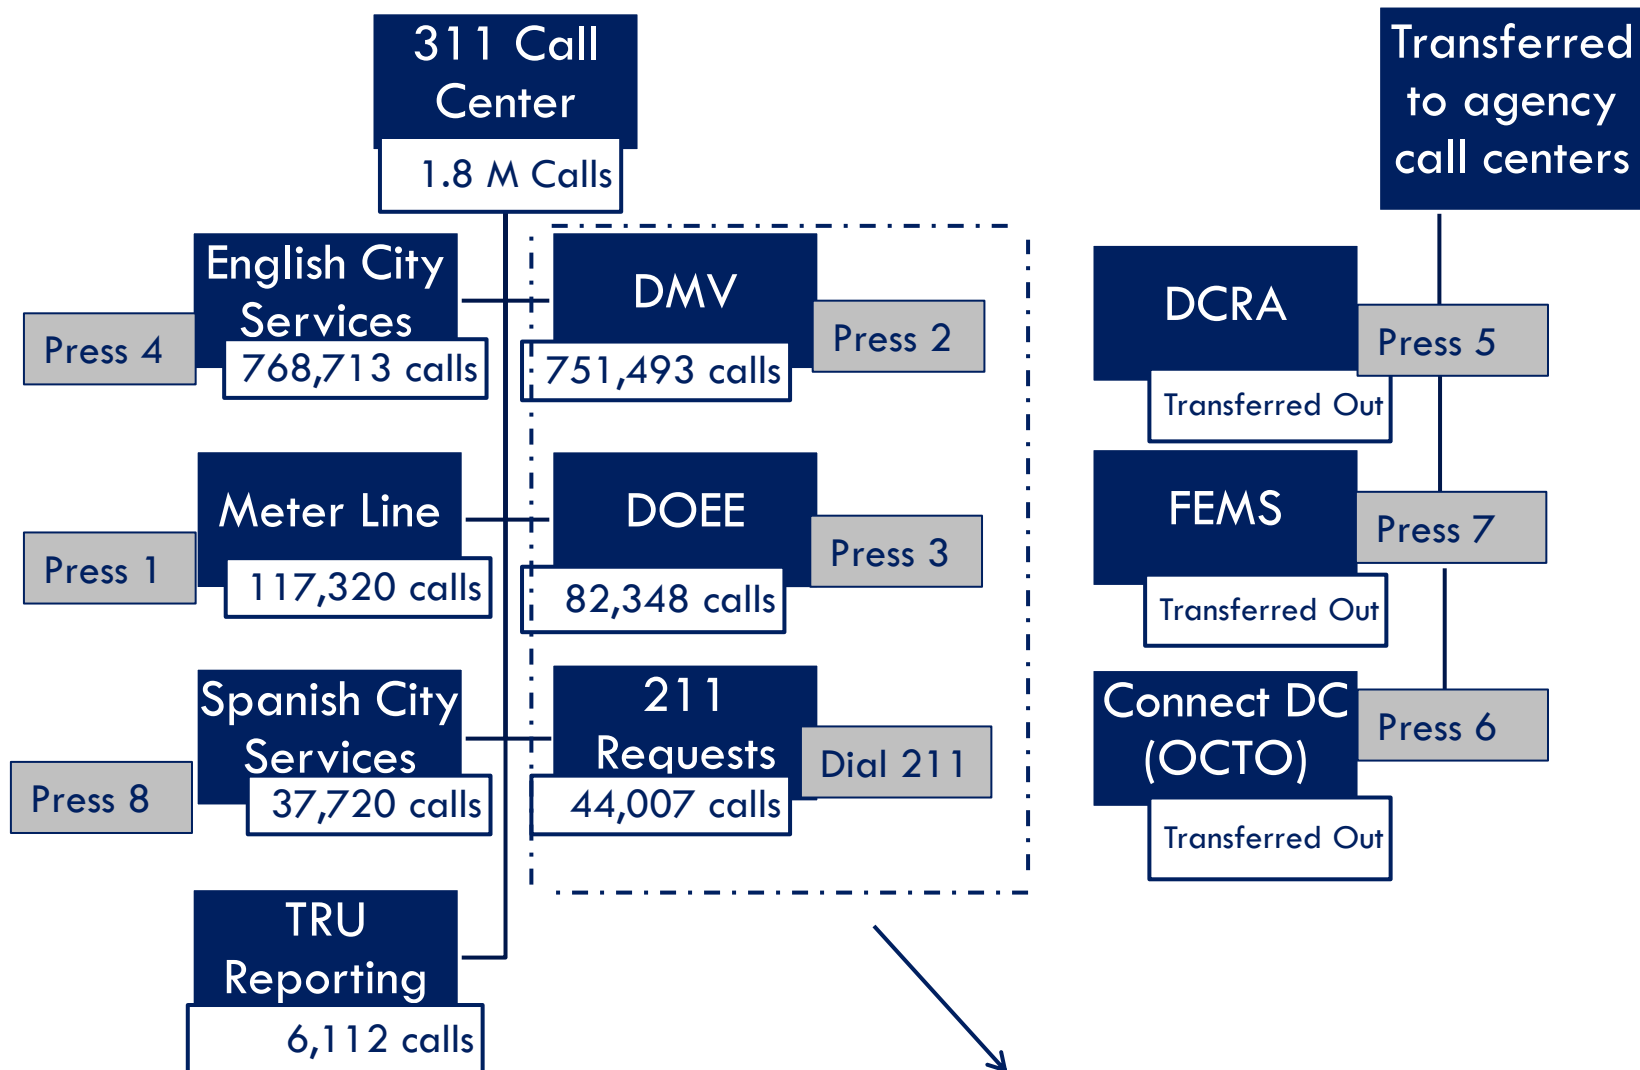 311 Call
Center
1.8 M Calls
Transferred
to agency
call centers
English City
Services
768,713 calls
Press 4
DMV
751,493 calls
Press 2
DCRA
Transferred Out
Press 5
Meter Line
117,320 calls
Press 1
DOEE
82,348 calls
Press 3
FEMS
Transferred Out
Press 7
Spanish City
Services
37,720 calls
Press 8
211
Requests
44,007 calls
Dial 211
Connect DC
(OCTO)
Transferred Out
Press 6
TRU
Reporting
6,112 calls